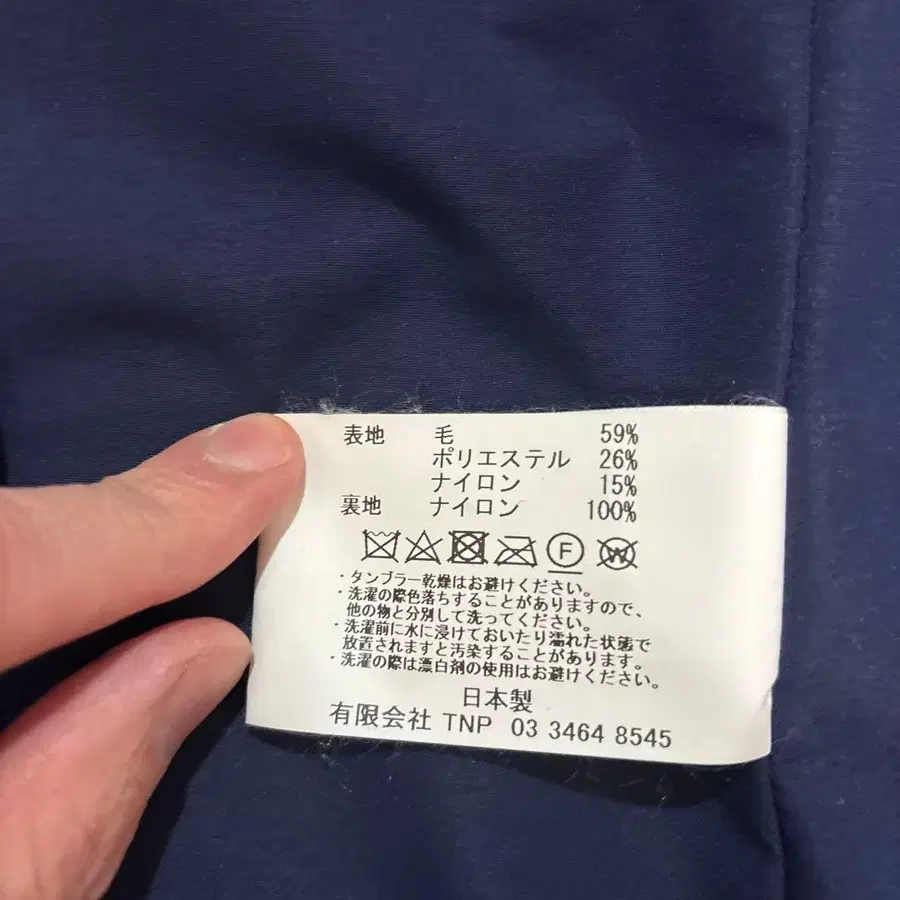 表地 毛 59%
ポリエステル 26%
ナイロン 15%
裏地 ナイロン 100%
F W
・タンブラー乾燥はお避けください。
・洗濯の際色落ちすることがありますので、
他の物と分別して洗ってください。
・洗濯前に水に浸けておいたり濡れた状態で
放置されますと汚染することがあります。
・洗濯の際は漂白剤の使用はお避けください。
日本製
有限会社 TNP 03 3464 8545